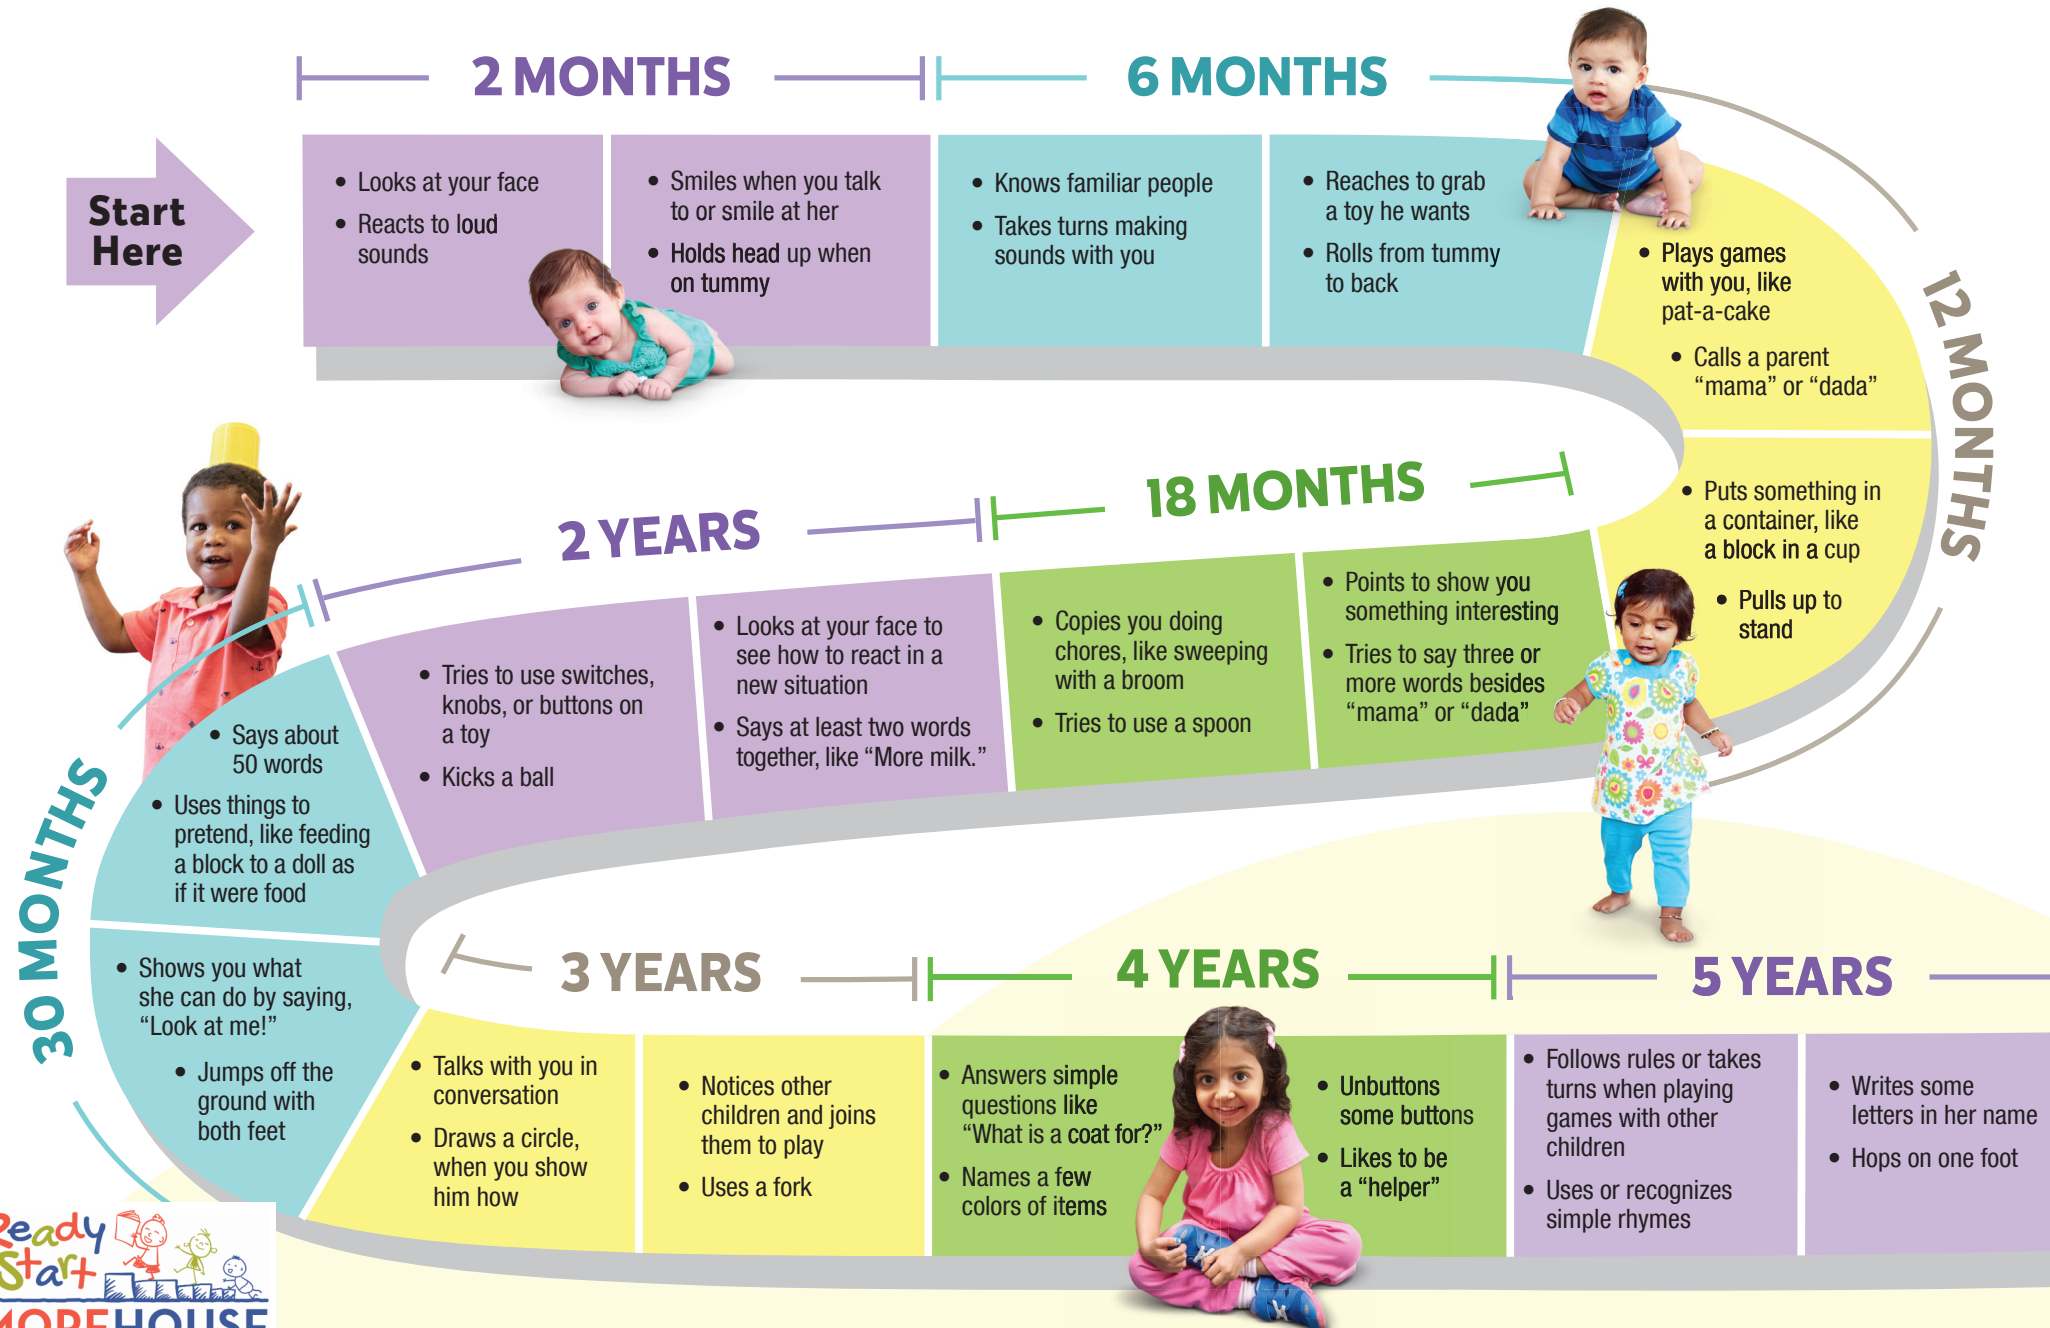 2 MONTHS
6 MONTHS
Start
Here
• Looks at your face
• Reacts to loud
sounds
• Smiles when you talk
to or smile at her
• Holds head up when
on tummy
• Knows familiar people
• Takes turns making
sounds with you
• Reaches to grab
a toy he wants
• Rolls from tummy
to back
12 MONTHS
• Plays games
with you, like
pat-a-cake
• Calls a parent
“mama” or “dada”
• Puts something in
a container, like
a block in a cup
• Pulls up to
stand
18 MONTHS
• Points to show you
something interesting
• Tries to say three or
more words besides
“mama” or “dada”
• Copies you doing
chores, like sweeping
with a broom
• Tries to use a spoon
2 YEARS
• Looks at your face to
see how to react in a
new situation
• Says at least two words
together, like “More milk.”
• Tries to use switches,
knobs, or buttons on
a toy
• Kicks a ball
30 MONTHS
• Says about
50 words
• Uses things to
pretend, like feeding
a block to a doll as
if it were food
• Shows you what
she can do by saying,
“Look at me!”
• Jumps off the
ground with
both feet
3 YEARS
• Talks with you in
conversation
• Draws a circle,
when you show
him how
• Notices other
children and joins
them to play
• Uses a fork
4 YEARS
• Answers simple
questions like
“What is a coat for?”
• Names a few
colors of items
• Unbuttons
some buttons
• Likes to be
a “helper”
5 YEARS
• Follows rules or takes
turns when playing
games with other
children
• Uses or recognizes
simple rhymes
• Writes some
letters in her name
• Hops on one foot
Ready
Start
MOREHOUSE